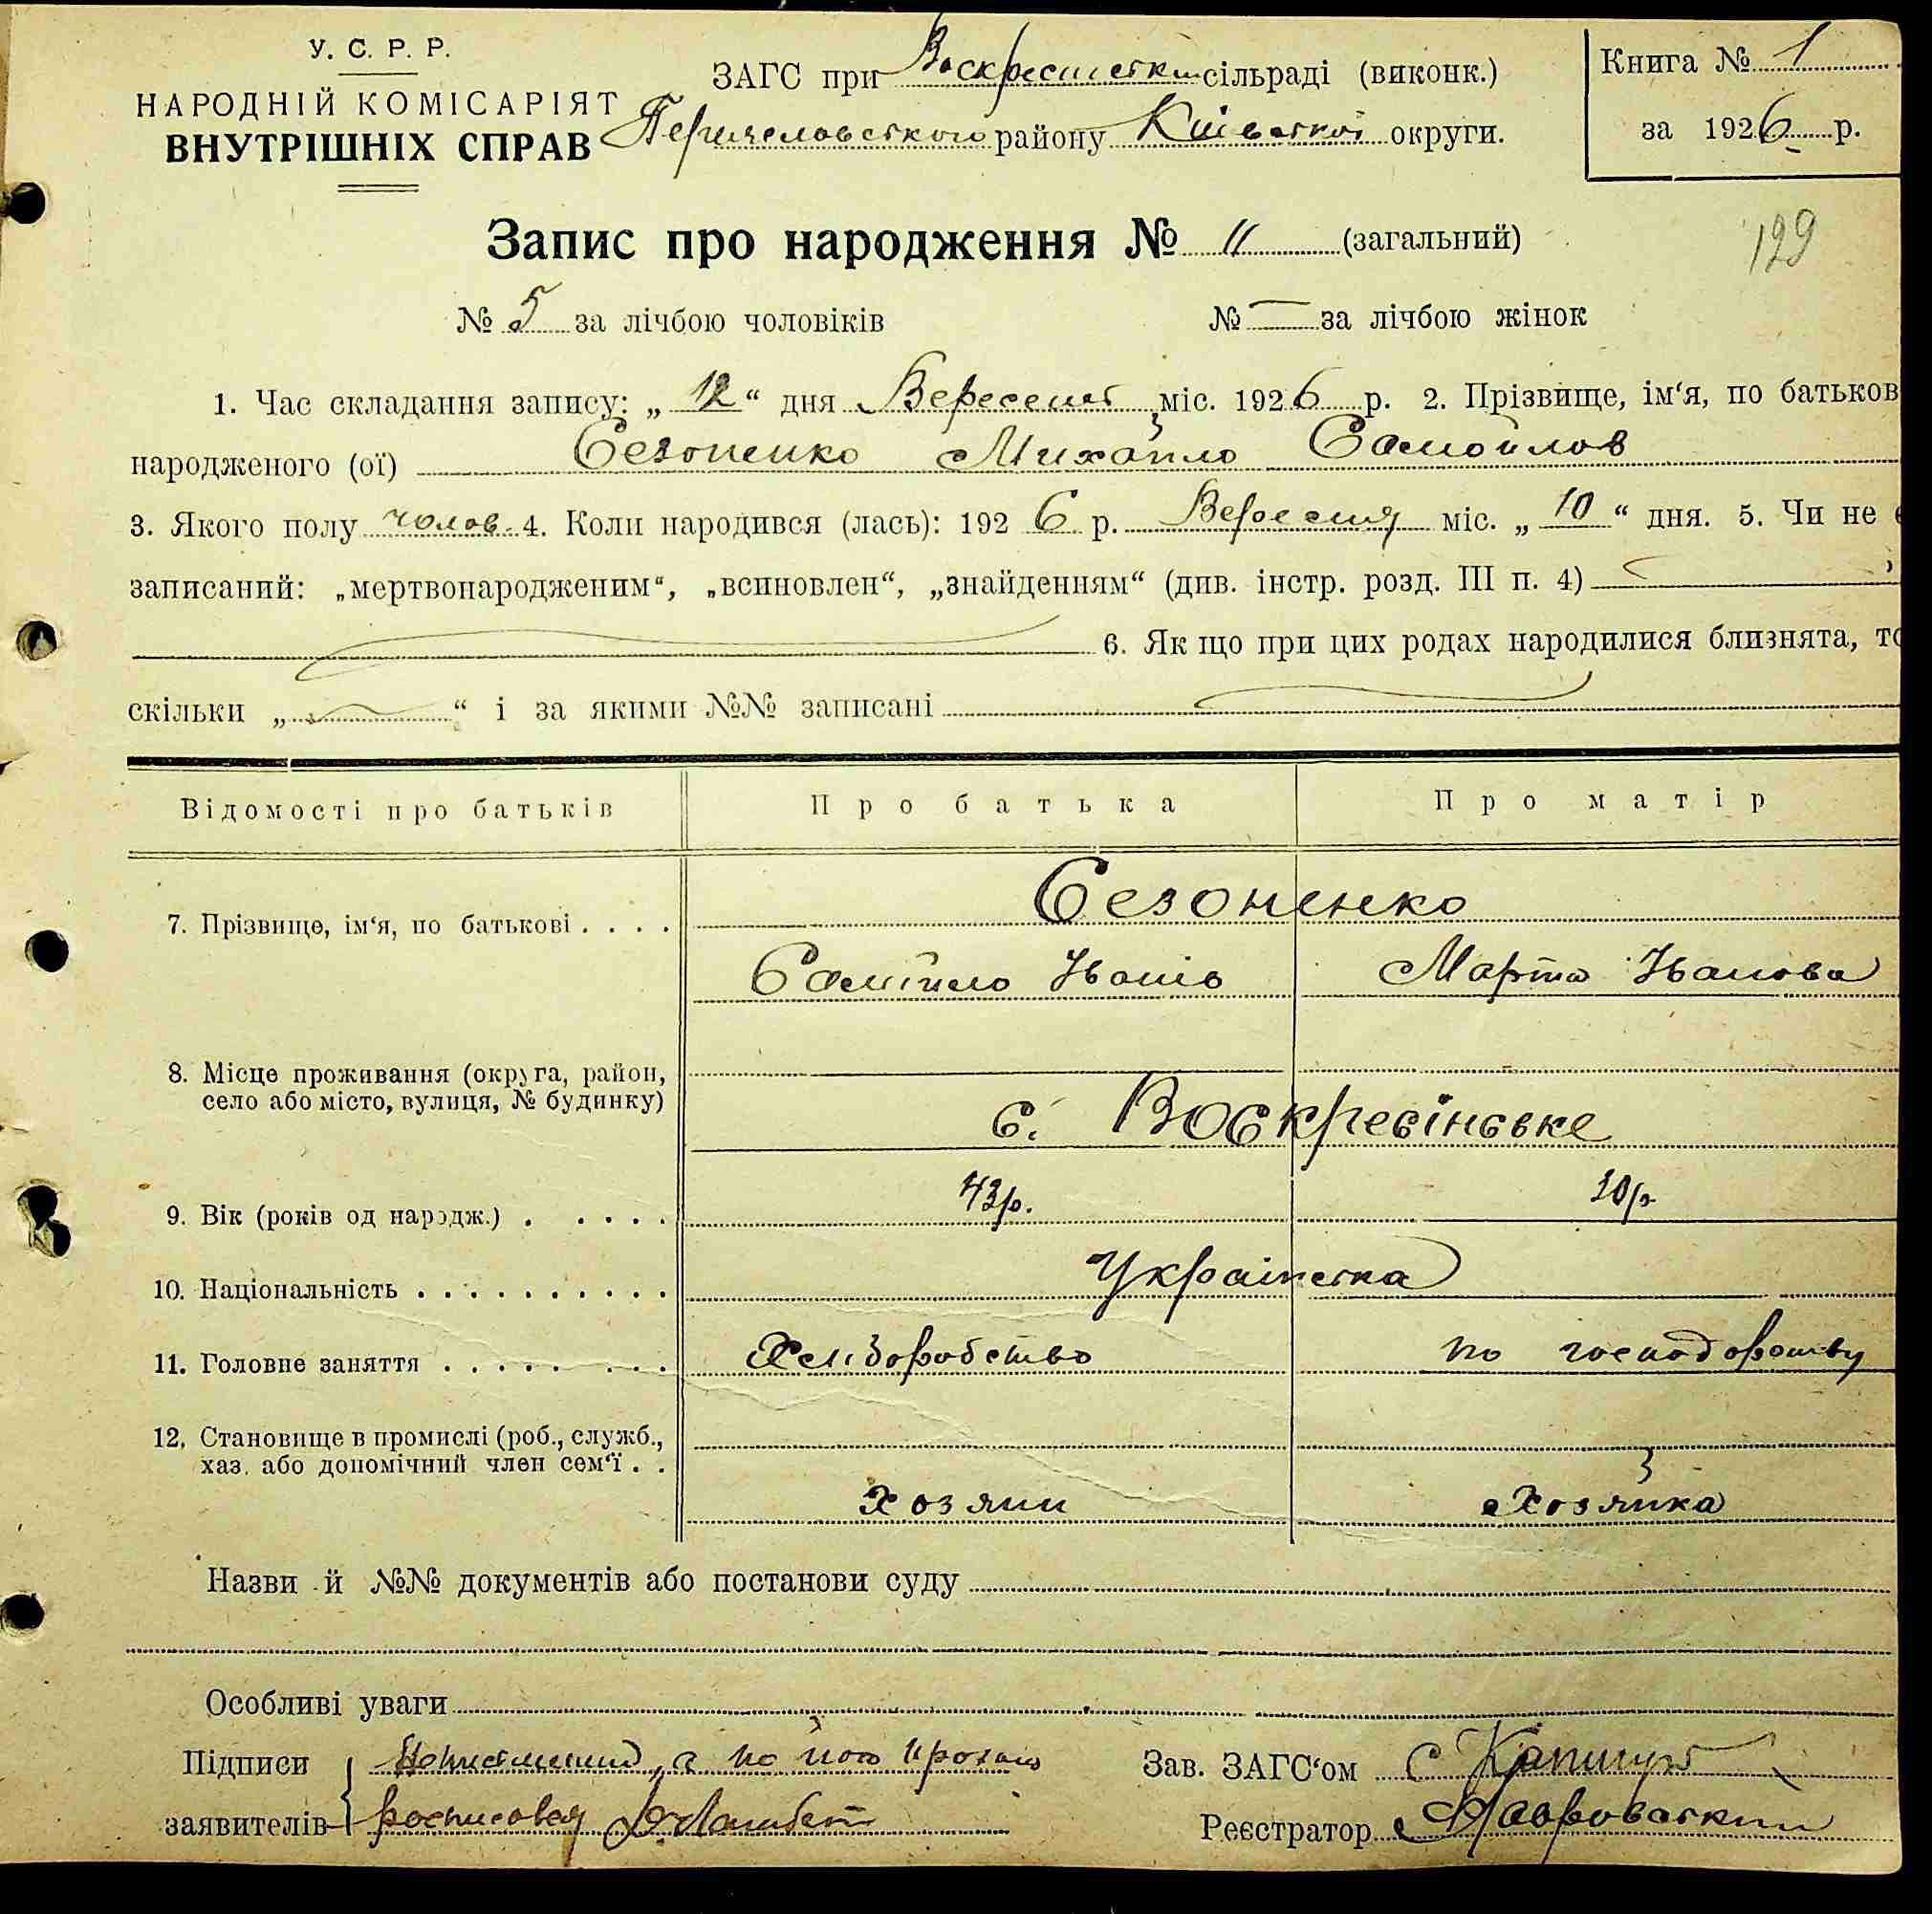 У. С. Р. Р.
НАРОДНІЙ КОМІСАРІЯТ
ВНУТРІШНІХ СПРАВ
ЗАГС при сільраді (виконк.)
району Київської округи.
Книга № 1
за 1926 р.
Запис про народження № 11 (загальний)
129
№ 5 за лічбою чоловіків № — за лічбою жінок
1. Час складання запису: „ 12 “ дня Вересень міс. 1926 р. 2. Прізвище, ім‘я, по батьков
народженого (ої) Сезоненко Михайло Самойлов
3. Якого полу чолов. 4. Коли народився (лась): 1926 р. Вересня міс. „ 10 “ дня. 5. Чи не є
записаний: „мертвонародженим“, „всиновлен“, „знайденням“ (див. інстр. розд. III п. 4)
6. Як що при цих родах народилися близнята, то
скільки „ “ і за якими №№ записані
Відомості про батьків Про батька Про матір
Сезоненко
7. Прізвище, ім‘я, по батькові . . . .
Самійло Іванів Марта Іванова
8. Місце проживання (округа, район,
село або місто, вулиця, № будинку)
с. Воскресінське
9. Вік (років од народж.) . . . . . 43р. р.
10. Національність . . . . . . . . . . Українська
11. Головне заняття . . . . . . . . Хліборобство по господарству
12. Становище в промислі (роб., служб.,
хаз. або допомічний член сем‘ї . .
Хозяин Хозяйка
Назви й №№ документів або постанови суду
Особливі уваги
Підписи а по його
заявителів
Зав. ЗАГС‘ом
Реєстратор